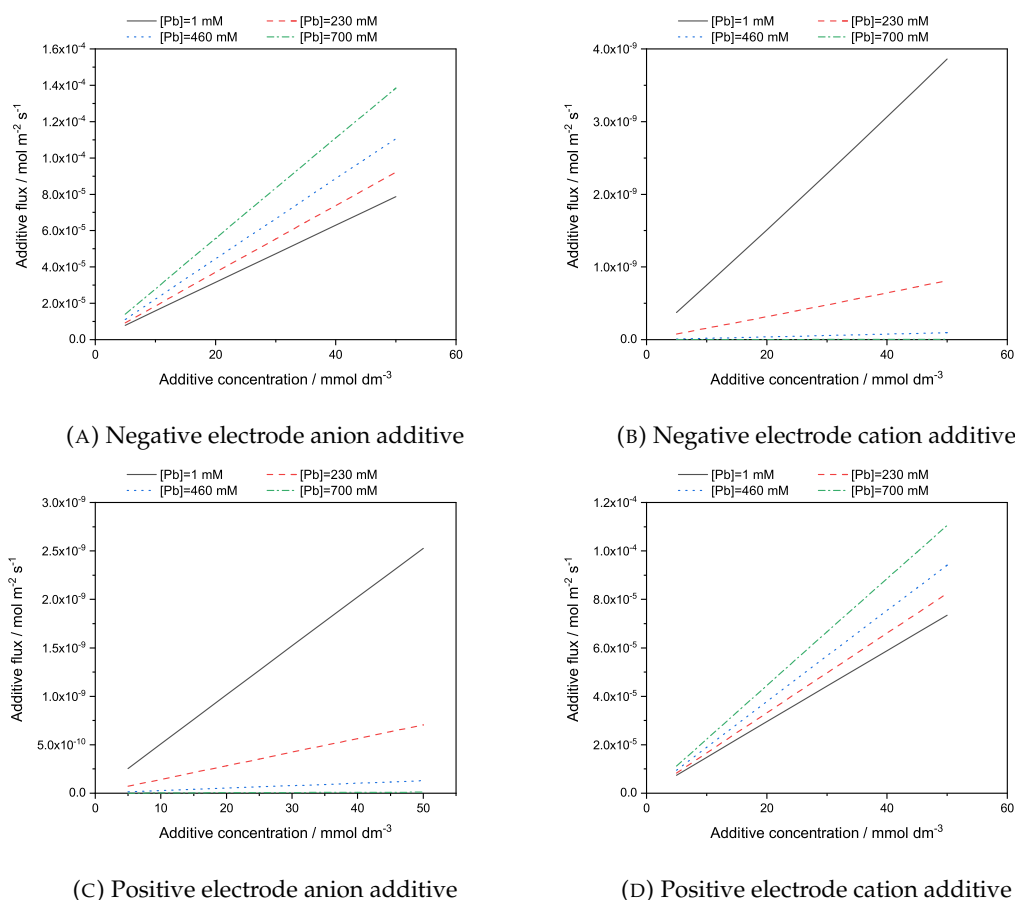 [Pb]=1 mM [Pb]=230 mM
[Pb]=460 mM [Pb]=700 mM
1.6x10⁻⁴
1.4x10⁻⁴
1.2x10⁻⁴
1.0x10⁻⁴
8.0x10⁻⁵
6.0x10⁻⁵
4.0x10⁻⁵
2.0x10⁻⁵
0.0
Additive flux / mol m⁻² s⁻¹
0 20 40 60
Additive concentration / mmol dm⁻³
(A) Negative electrode anion additive
[Pb]=1 mM [Pb]=230 mM
[Pb]=460 mM [Pb]=700 mM
4.0x10⁻⁹
3.0x10⁻⁹
2.0x10⁻⁹
1.0x10⁻⁹
0.0
Additive flux / mol m⁻² s⁻¹
0 20 40 60
Additive concentration / mmol dm⁻³
(B) Negative electrode cation additive
[Pb]=1 mM [Pb]=230 mM
[Pb]=460 mM [Pb]=700 mM
3.0x10⁻⁹
2.5x10⁻⁹
2.0x10⁻⁹
1.5x10⁻⁹
1.0x10⁻⁹
5.0x10⁻¹⁰
0.0
Additive flux / mol m⁻² s⁻¹
0 10 20 30 40 50
Additive concentration / mmol dm⁻³
(C) Positive electrode anion additive
[Pb]=1 mM [Pb]=230 mM
[Pb]=460 mM [Pb]=700 mM
1.2x10⁻⁴
1.0x10⁻⁴
8.0x10⁻⁵
6.0x10⁻⁵
4.0x10⁻⁵
2.0x10⁻⁵
0.0
Additive flux / mol m⁻² s⁻¹
0 20 40 60
Additive concentration / mmol dm⁻³
(D) Positive electrode cation additive